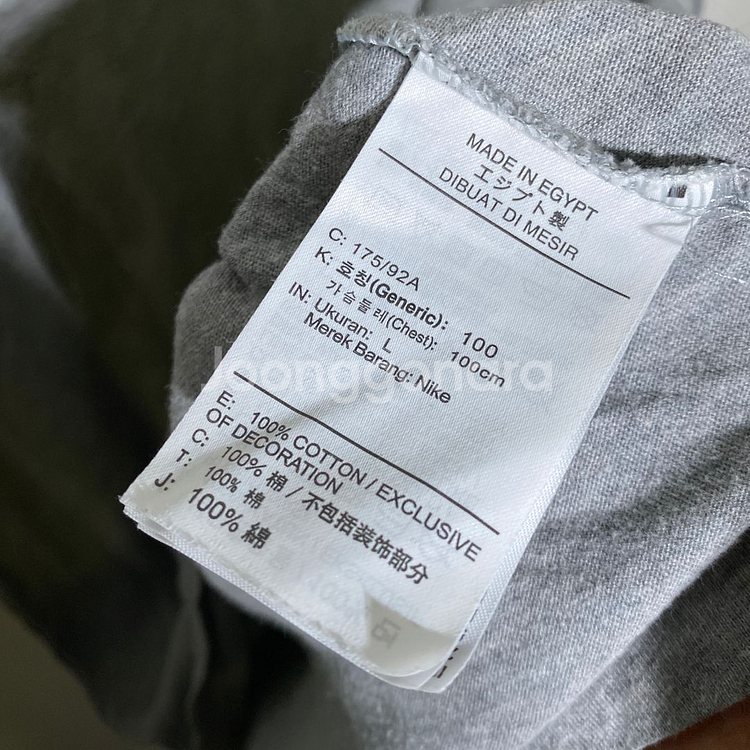 MADE IN EGYPT
エジプト製
DIBUAT DI MESIR
C: 175/92A
K: 호칭(Generic): 100
가슴둘레(Chest): 100cm
IN: Ukuran: L
Merek Barang: Nike
Joonggonara
E: 100% COTTON / EXCLUSIVE
OF DECORATION
C: 100% 棉 / 不包括装饰部分
T: 100% 棉
J: 100% 綿